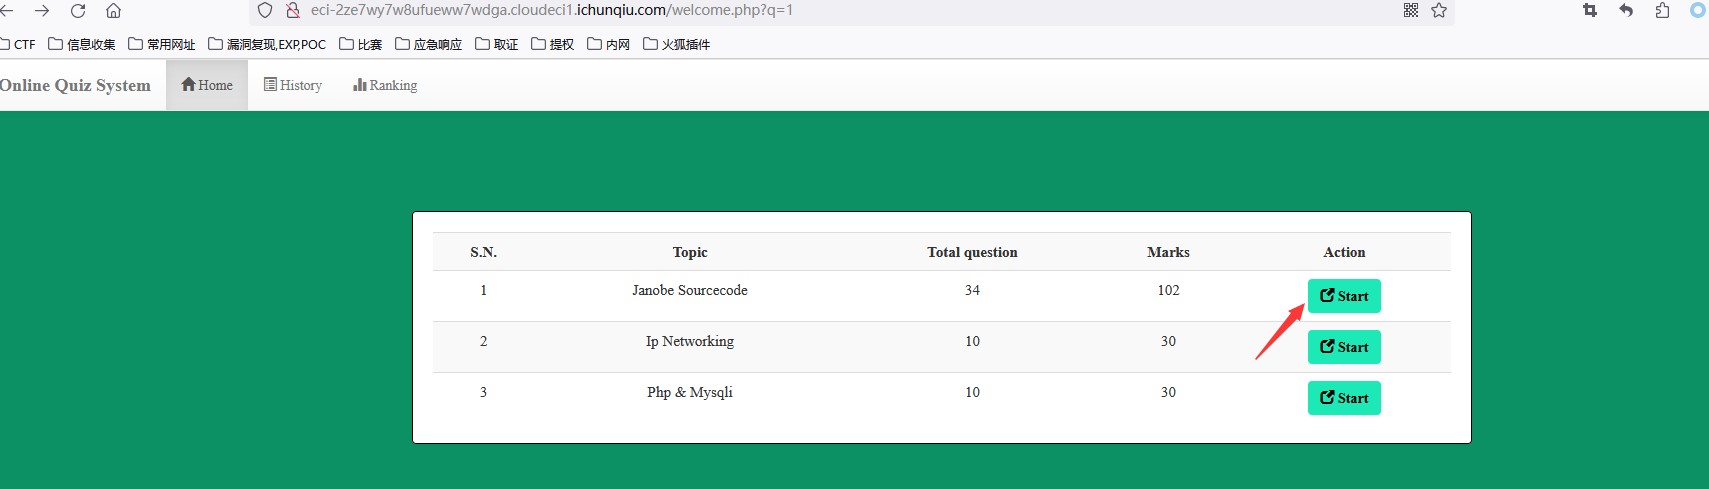 eci-2ze7wy7w8ufueww7wdga.cloudeci1.ichunqiu.com/welcome.php?q=1
CTF 信息收集 常用网址 漏洞复现,EXP,POC 比赛 应急响应 取证 提权 内网 火狐插件
Online Quiz System Home History Ranking
S.N. Topic Total question Marks Action
1 Janobe Sourcecode 34 102 Start
2 Ip Networking 10 30 Start
3 Php & Mysqli 10 30 Start